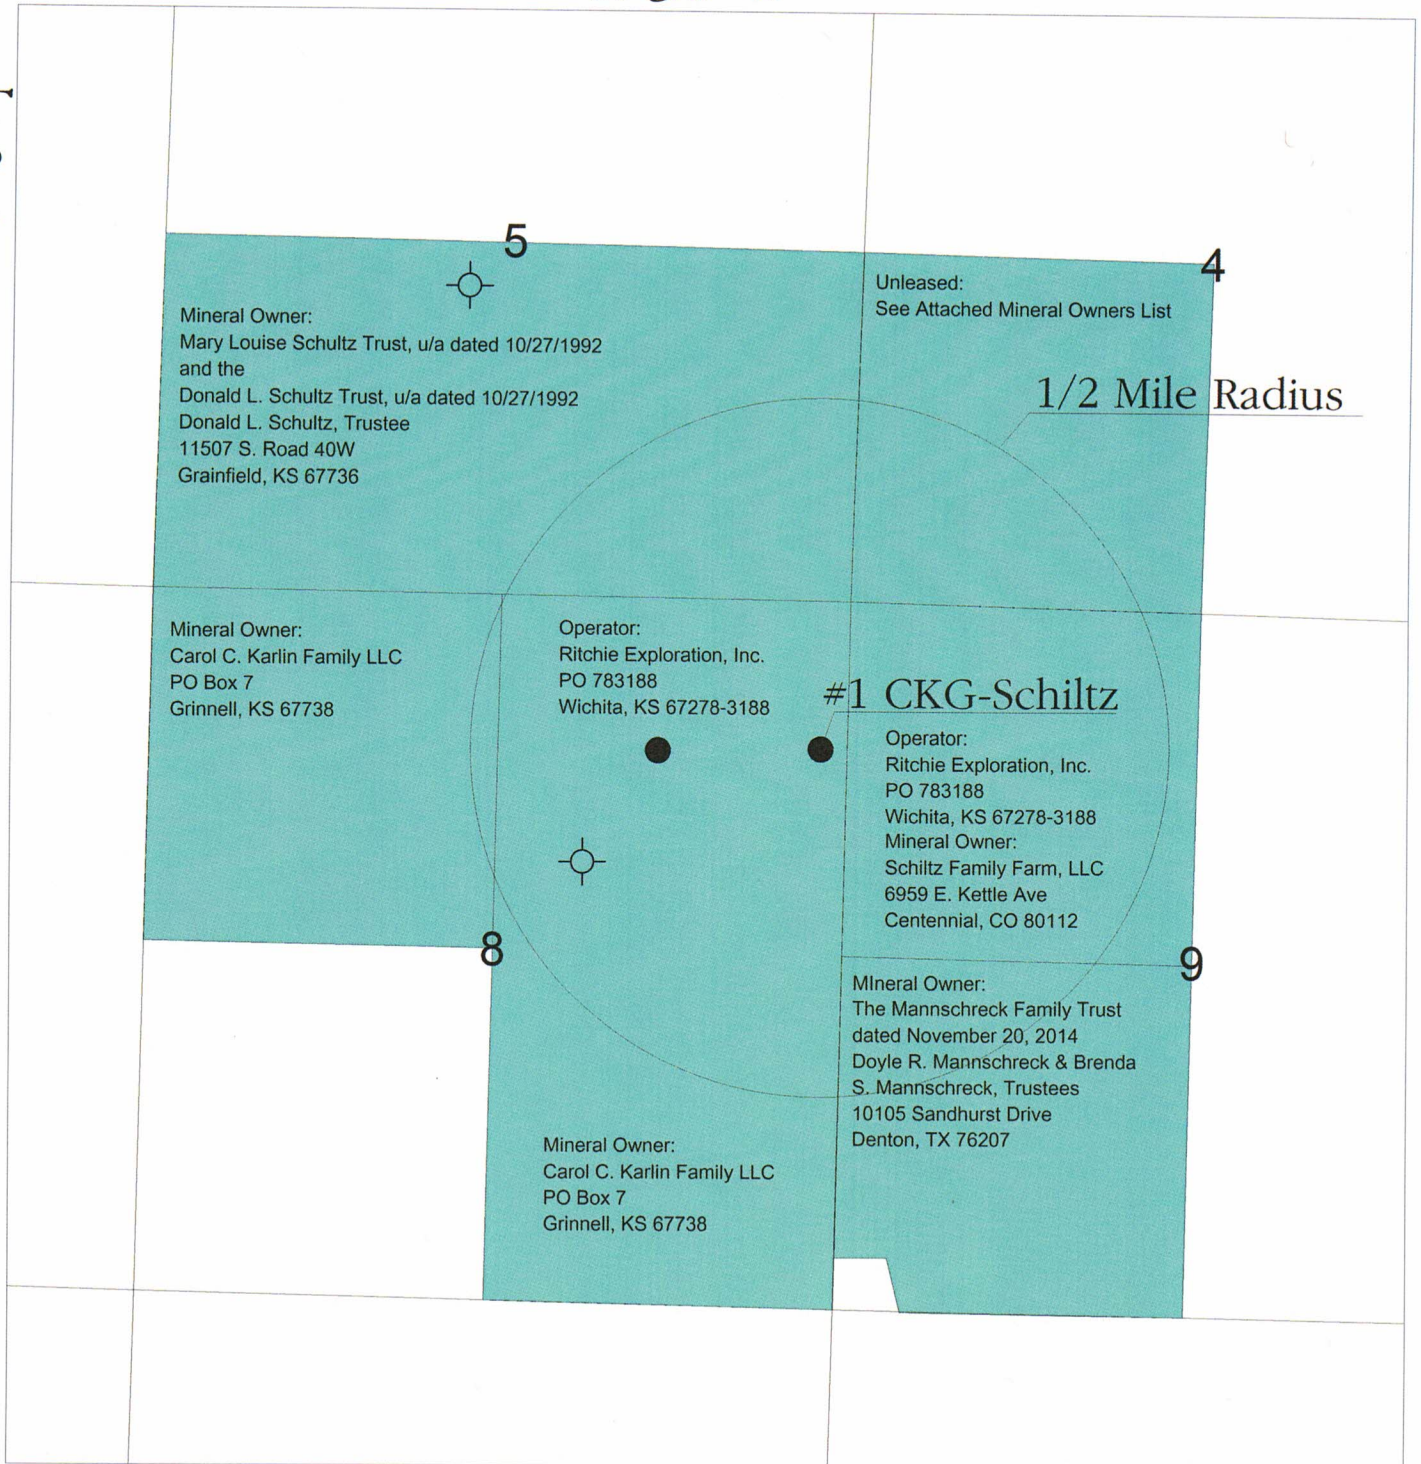 5
4
Unleased:
See Attached Mineral Owners List
Mineral Owner:
Mary Louise Schultz Trust, u/a dated 10/27/1992
and the
Donald L. Schultz Trust, u/a dated 10/27/1992
Donald L. Schultz, Trustee
11507 S. Road 40W
Grainfield, KS 67736
1/2 Mile Radius
Mineral Owner:
Carol C. Karlin Family LLC
PO Box 7
Grinnell, KS 67738
Operator:
Ritchie Exploration, Inc.
PO 783188
Wichita, KS 67278-3188
#1 CKG-Schiltz
Operator:
Ritchie Exploration, Inc.
PO 783188
Wichita, KS 67278-3188
Mineral Owner:
Schiltz Family Farm, LLC
6959 E. Kettle Ave
Centennial, CO 80112
8
9
MIneral Owner:
The Mannschreck Family Trust
dated November 20, 2014
Doyle R. Mannschreck & Brenda
S. Mannschreck, Trustees
10105 Sandhurst Drive
Denton, TX 76207
Mineral Owner:
Carol C. Karlin Family LLC
PO Box 7
Grinnell, KS 67738